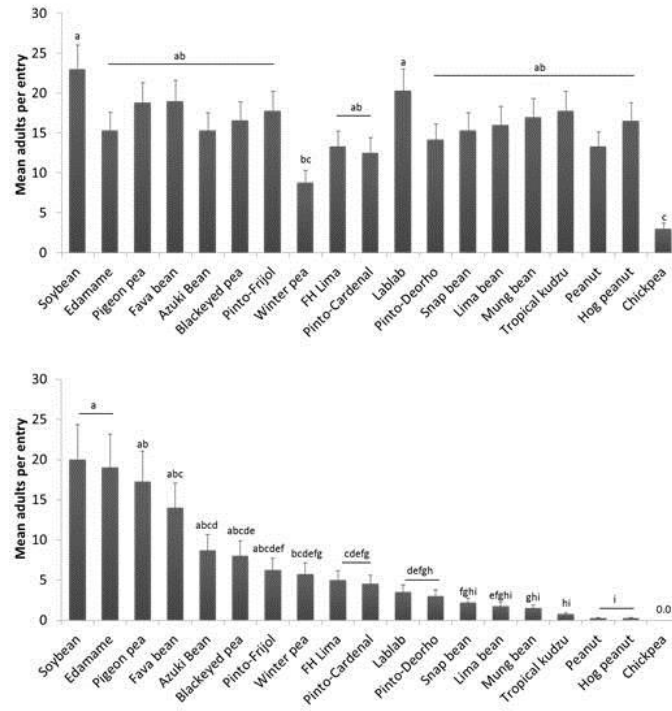 Mean adults per entry
30
25
20
15
10
5
0
a
ab
bc
ab
a
ab
c
Soybean
Edamame
Pigeon pea
Fava bean
Azuki Bean
Blackeyed pea
Pinto-Frijol
Winter pea
FH Lima
Pinto-Cardenal
Lablab
Pinto-Deorho
Snap bean
Lima bean
Mung bean
Tropical kudzu
Peanut
Hog peanut
Chickpea
Mean adults per entry
30
25
20
15
10
5
0
a
ab
abc
abcd
abcde
abcdef
bcdefg
cdefg
defgh
fghi
efghi
ghi
hi
i
0.0
Soybean
Edamame
Pigeon pea
Fava bean
Azuki Bean
Blackeyed pea
Pinto-Frijol
Winter pea
FH Lima
Pinto-Cardenal
Lablab
Pinto-Deorho
Snap bean
Lima bean
Mung bean
Tropical kudzu
Peanut
Hog peanut
Chickpea